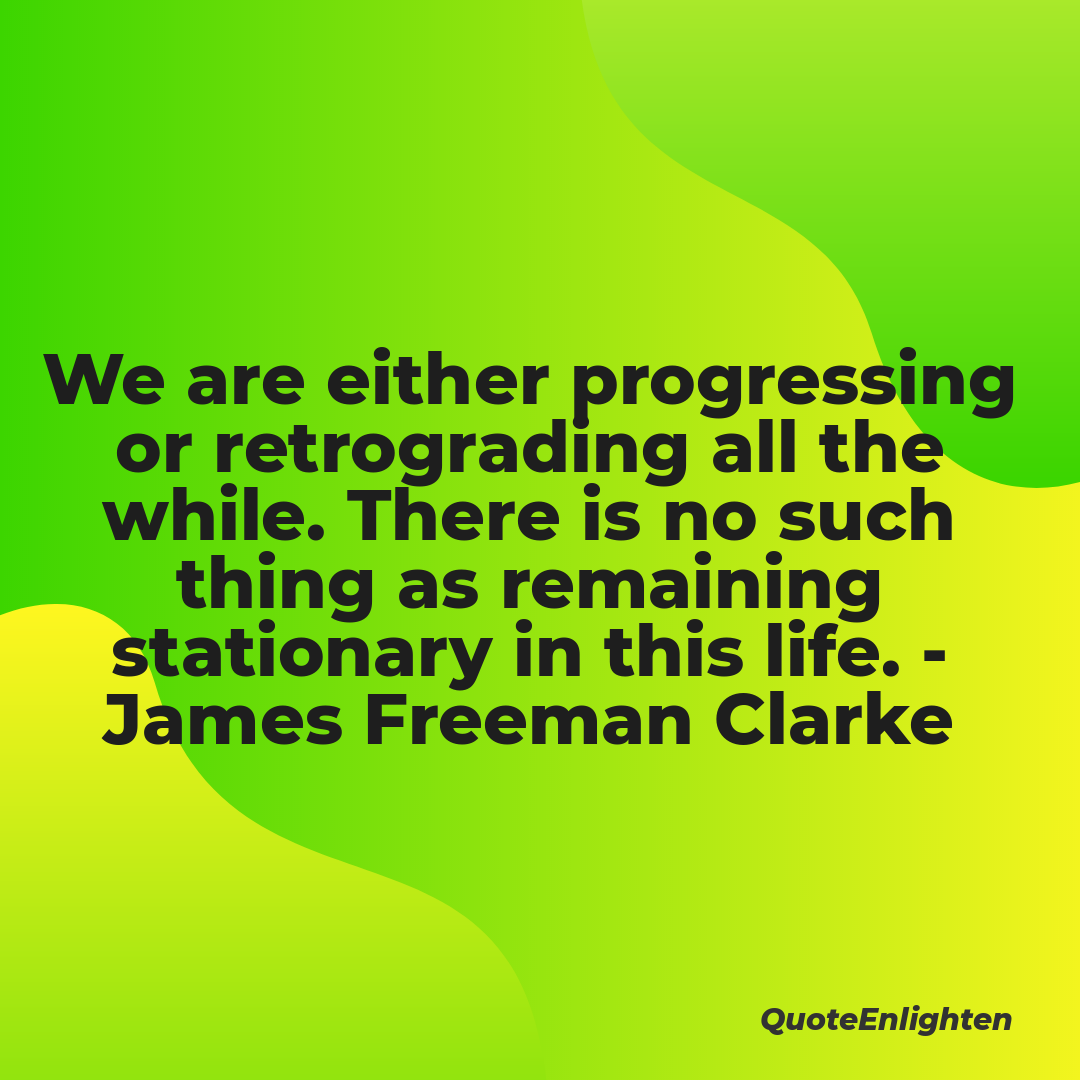 We are either progressing
or retrograding all the
while. There is no such
thing as remaining
stationary in this life. -
James Freeman Clarke
QuoteEnlighten